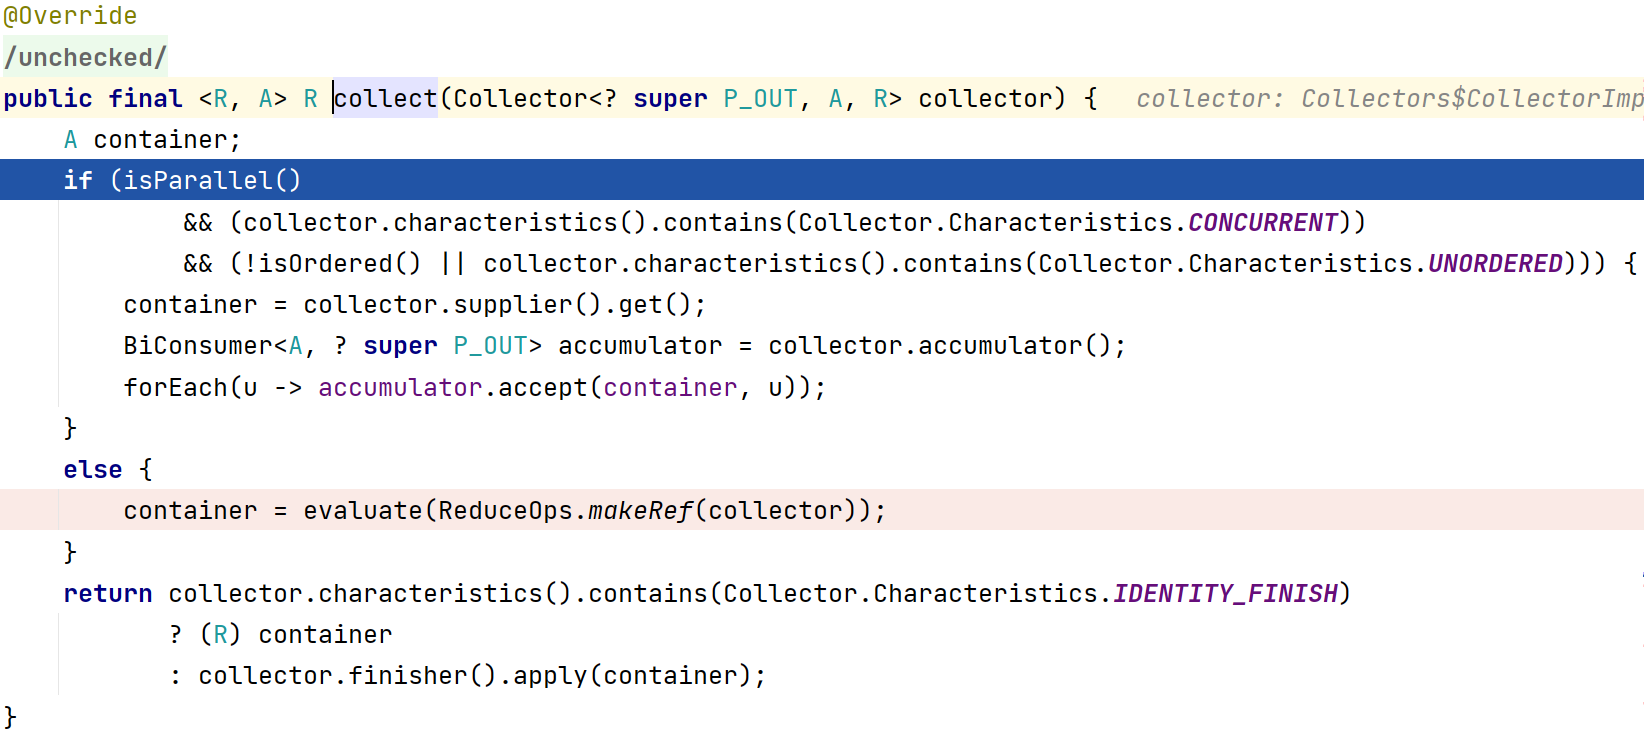 @Override
/unchecked/
public final <R, A> R collect(Collector<? super P_OUT, A, R> collector) {   collector: Collectors$CollectorImp
    A container;
    if (isParallel()
            && (collector.characteristics().contains(Collector.Characteristics.CONCURRENT))
            && (!isOrdered() || collector.characteristics().contains(Collector.Characteristics.UNORDERED))) {
        container = collector.supplier().get();
        BiConsumer<A, ? super P_OUT> accumulator = collector.accumulator();
        forEach(u -> accumulator.accept(container, u));
    }
    else {
        container = evaluate(ReduceOps.makeRef(collector));
    }
    return collector.characteristics().contains(Collector.Characteristics.IDENTITY_FINISH)
           ? (R) container
           : collector.finisher().apply(container);
}